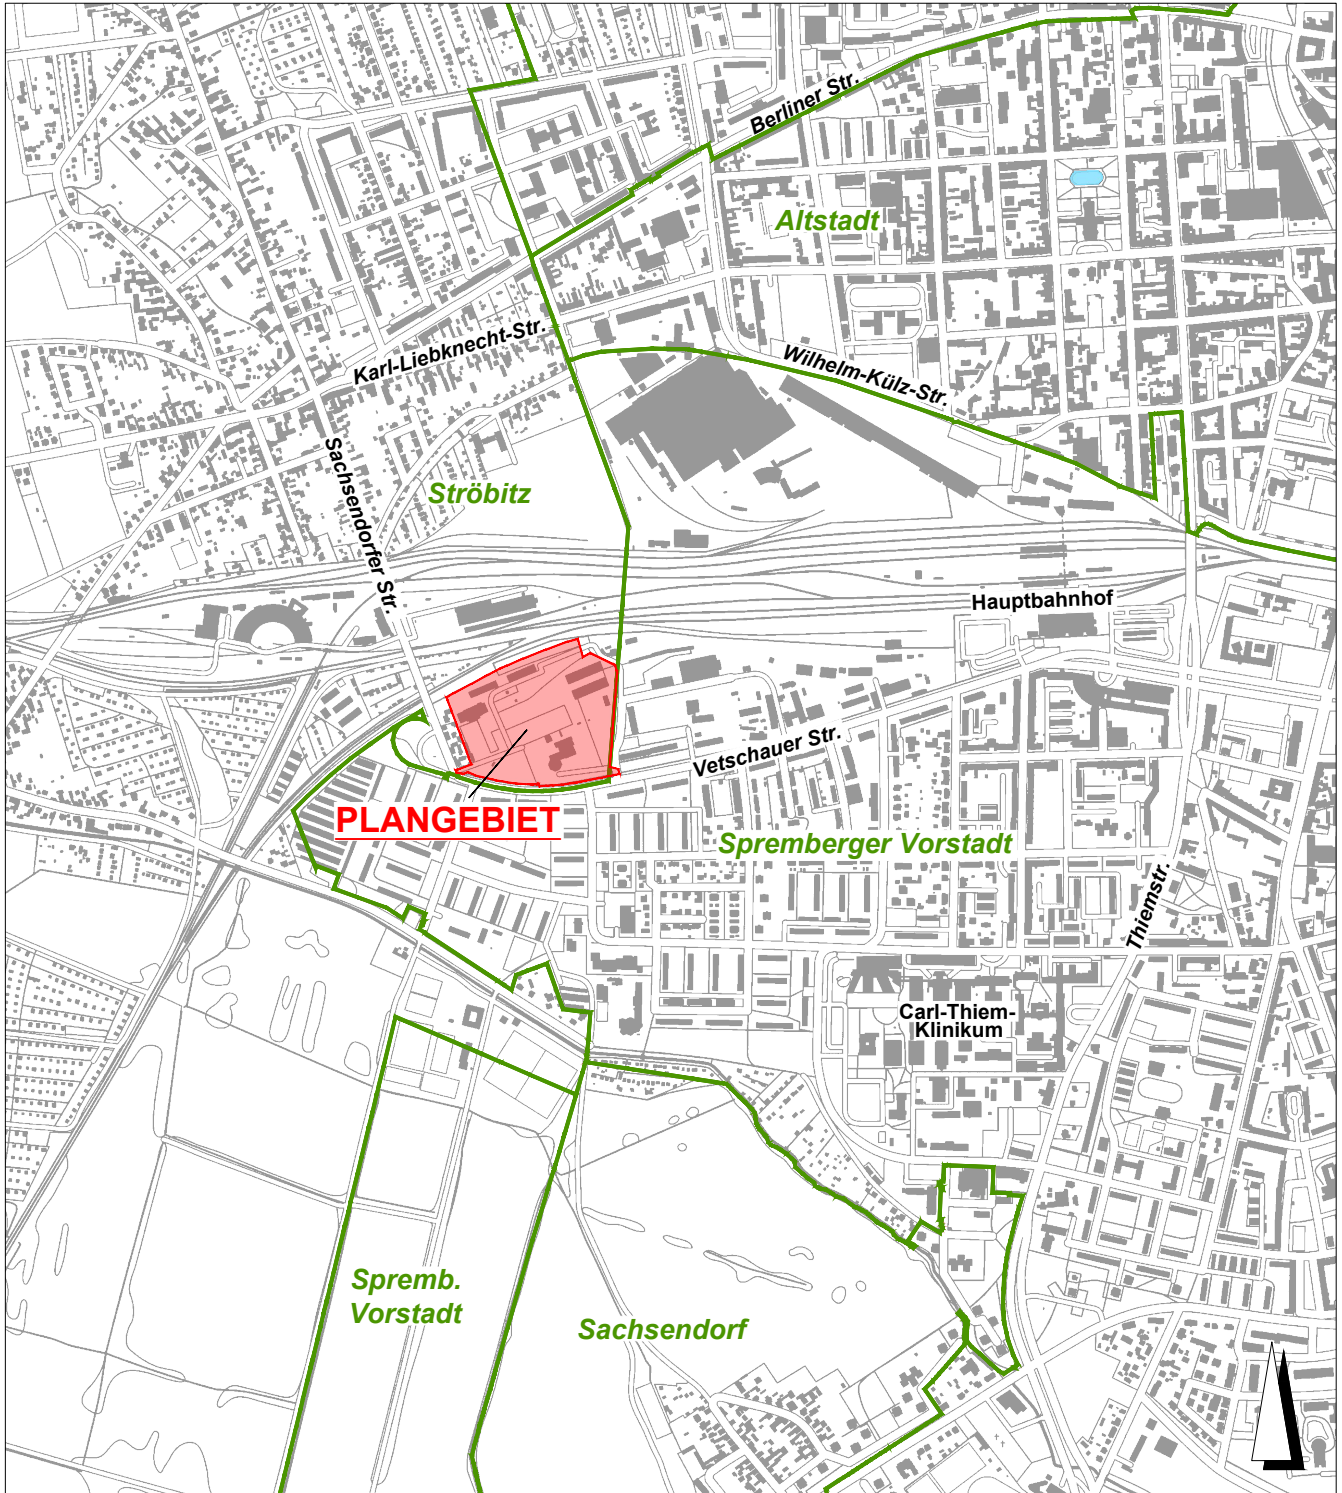 Berliner Str.
Altstadt
Karl-Liebknecht-Str.
Wilhelm-Külz-Str.
Sachsendorfer Str.
Ströbitz
Hauptbahnhof
Vetschauer Str.
PLANGEBIET
Spremberger Vorstadt
Thiemstr.
Carl-Thiem-
Klinikum
Spremb.
Vorstadt
Sachsendorf